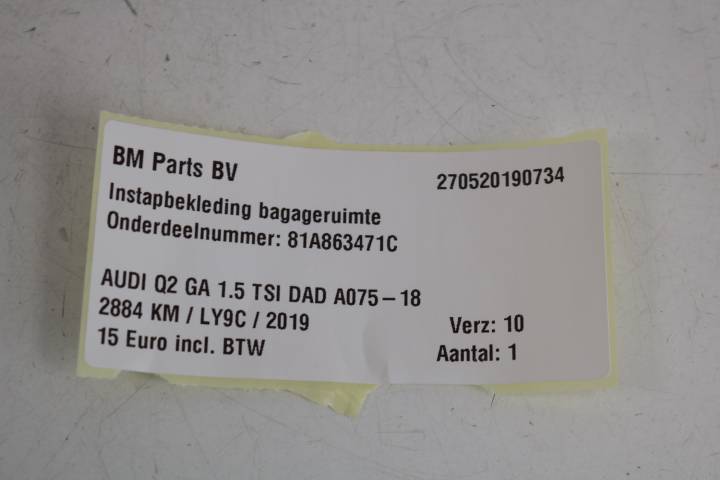 BM Parts BV
270520190734
Instapbekleding bagageruimte
Onderdeelnummer: 81A863471C
AUDI Q2 GA 1.5 TSI DAD A075-18
2884 KM / LY9C / 2019
Verz: 10
15 Euro incl. BTW
Aantal: 1